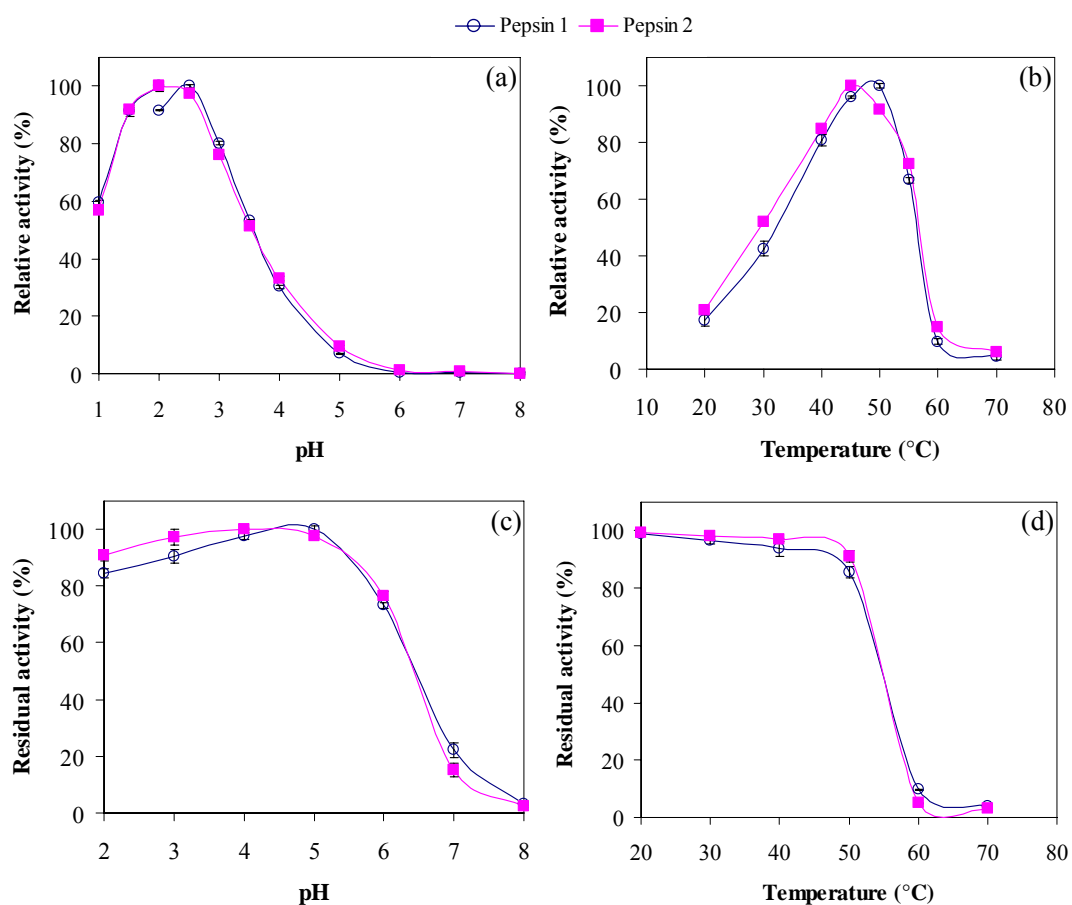 Pepsin 1 Pepsin 2
(a)
Relative activity (%)
100
80
60
40
20
0
1 2 3 4 5 6 7 8
pH
(b)
Relative activity (%)
100
80
60
40
20
0
10 20 30 40 50 60 70 80
Temperature (°C)
(c)
Residual activity (%)
100
80
60
40
20
0
2 3 4 5 6 7 8
pH
(d)
Residual activity (%)
100
80
60
40
20
0
20 30 40 50 60 70 80
Temperature (°C)